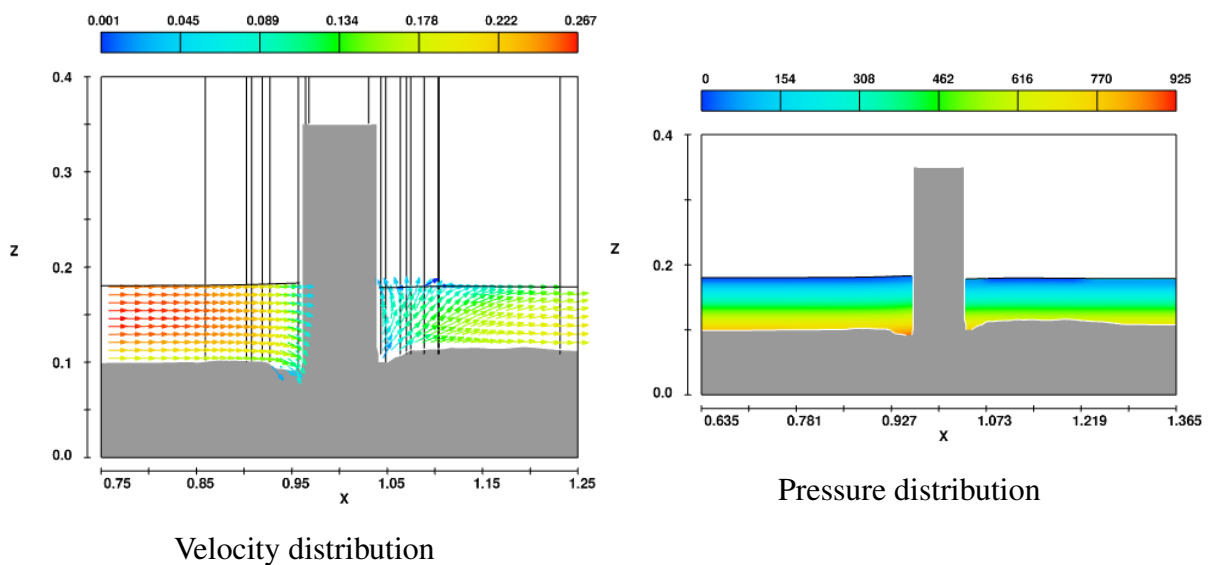 0.001 0.045 0.089 0.134 0.178 0.222 0.267
0.4
0.3
0.2
0.1
0.0
Z
0.75 0.85 0.95 1.05 1.15 1.25
X
Velocity distribution
0 154 308 462 616 770 925
0.4
0.2
0.0
Z
0.635 0.781 0.927 1.073 1.219 1.365
X
Pressure distribution